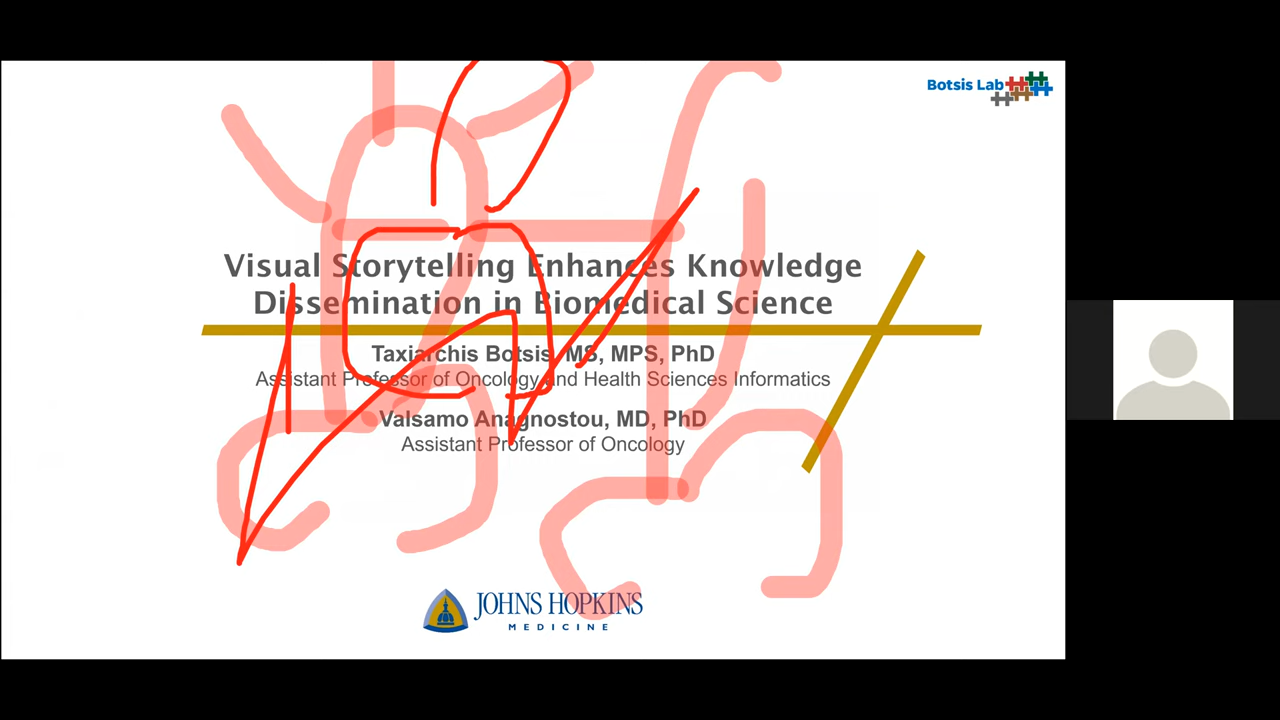 Botsis Lab
Visual Storytelling Enhances Knowledge
Dissemination in Biomedical Science
Taxiarchis Botsis, MS, MPS, PhD
Assistant Professor of Oncology and Health Sciences Informatics
Valsamo Anagnostou, MD, PhD
Assistant Professor of Oncology
JOHNS HOPKINS
MEDICINE